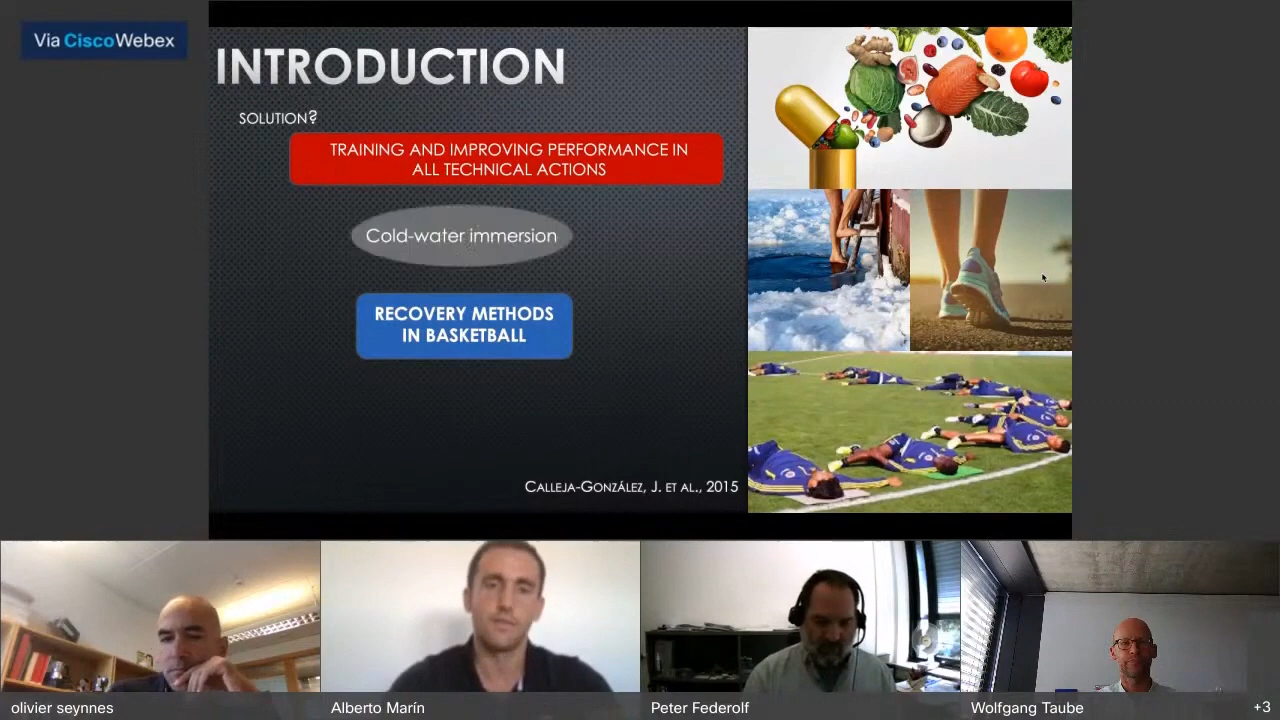 Via CiscoWebex
INTRODUCTION
SOLUTION?
TRAINING AND IMPROVING PERFORMANCE IN
ALL TECHNICAL ACTIONS
Cold-water immersion
RECOVERY METHODS
IN BASKETBALL
CALLEJA-GONZÁLEZ, J. ET AL., 2015
olivier seynnes
Alberto Marín
Peter Federolf
Wolfgang Taube
+3